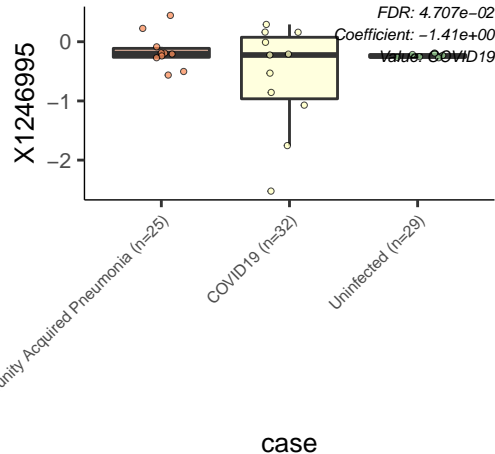 FDR: 4.707e−02
Coefficient: −1.41e+00
Value: COVID19
X1246995
0
−1
−2
Acquired Pneumonia (n=25)
COVID19 (n=32)
Uninfected (n=29)
case